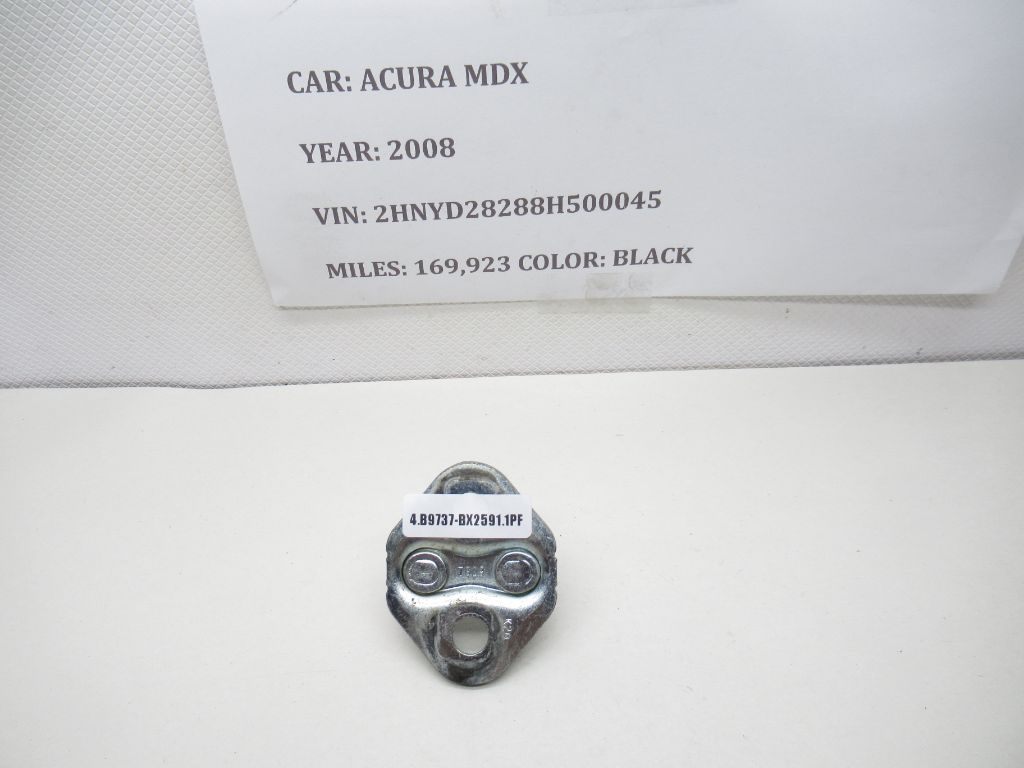 CAR: ACURA MDX
YEAR: 2008
VIN: 2HNYD28288H500045
MILES: 169,923 COLOR: BLACK
4.B9737-BX2591.1PF